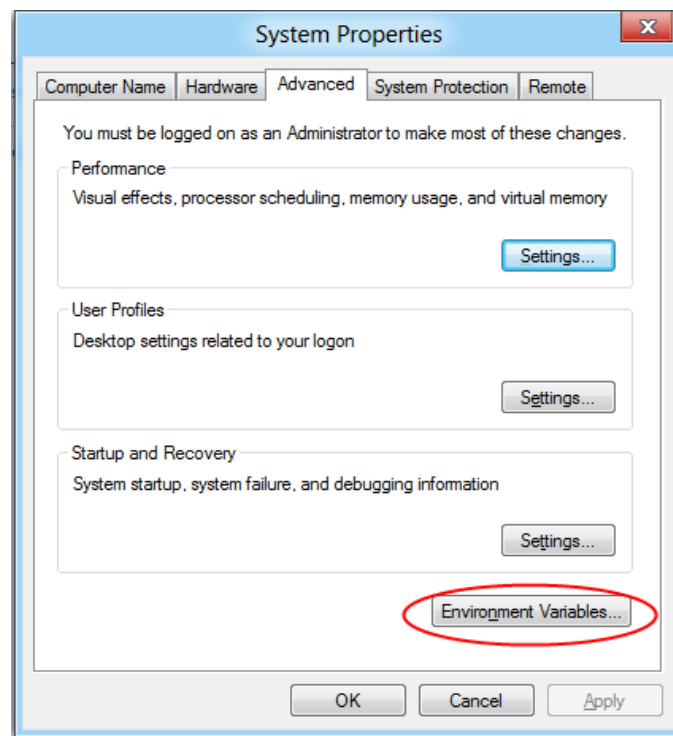 System Properties
x
Computer Name Hardware Advanced System Protection Remote
You must be logged on as an Administrator to make most of these changes.
Performance
Visual effects, processor scheduling, memory usage, and virtual memory
Settings...
User Profiles
Desktop settings related to your logon
Settings...
Startup and Recovery
System startup, system failure, and debugging information
Settings...
Environment Variables...
OK Cancel Apply